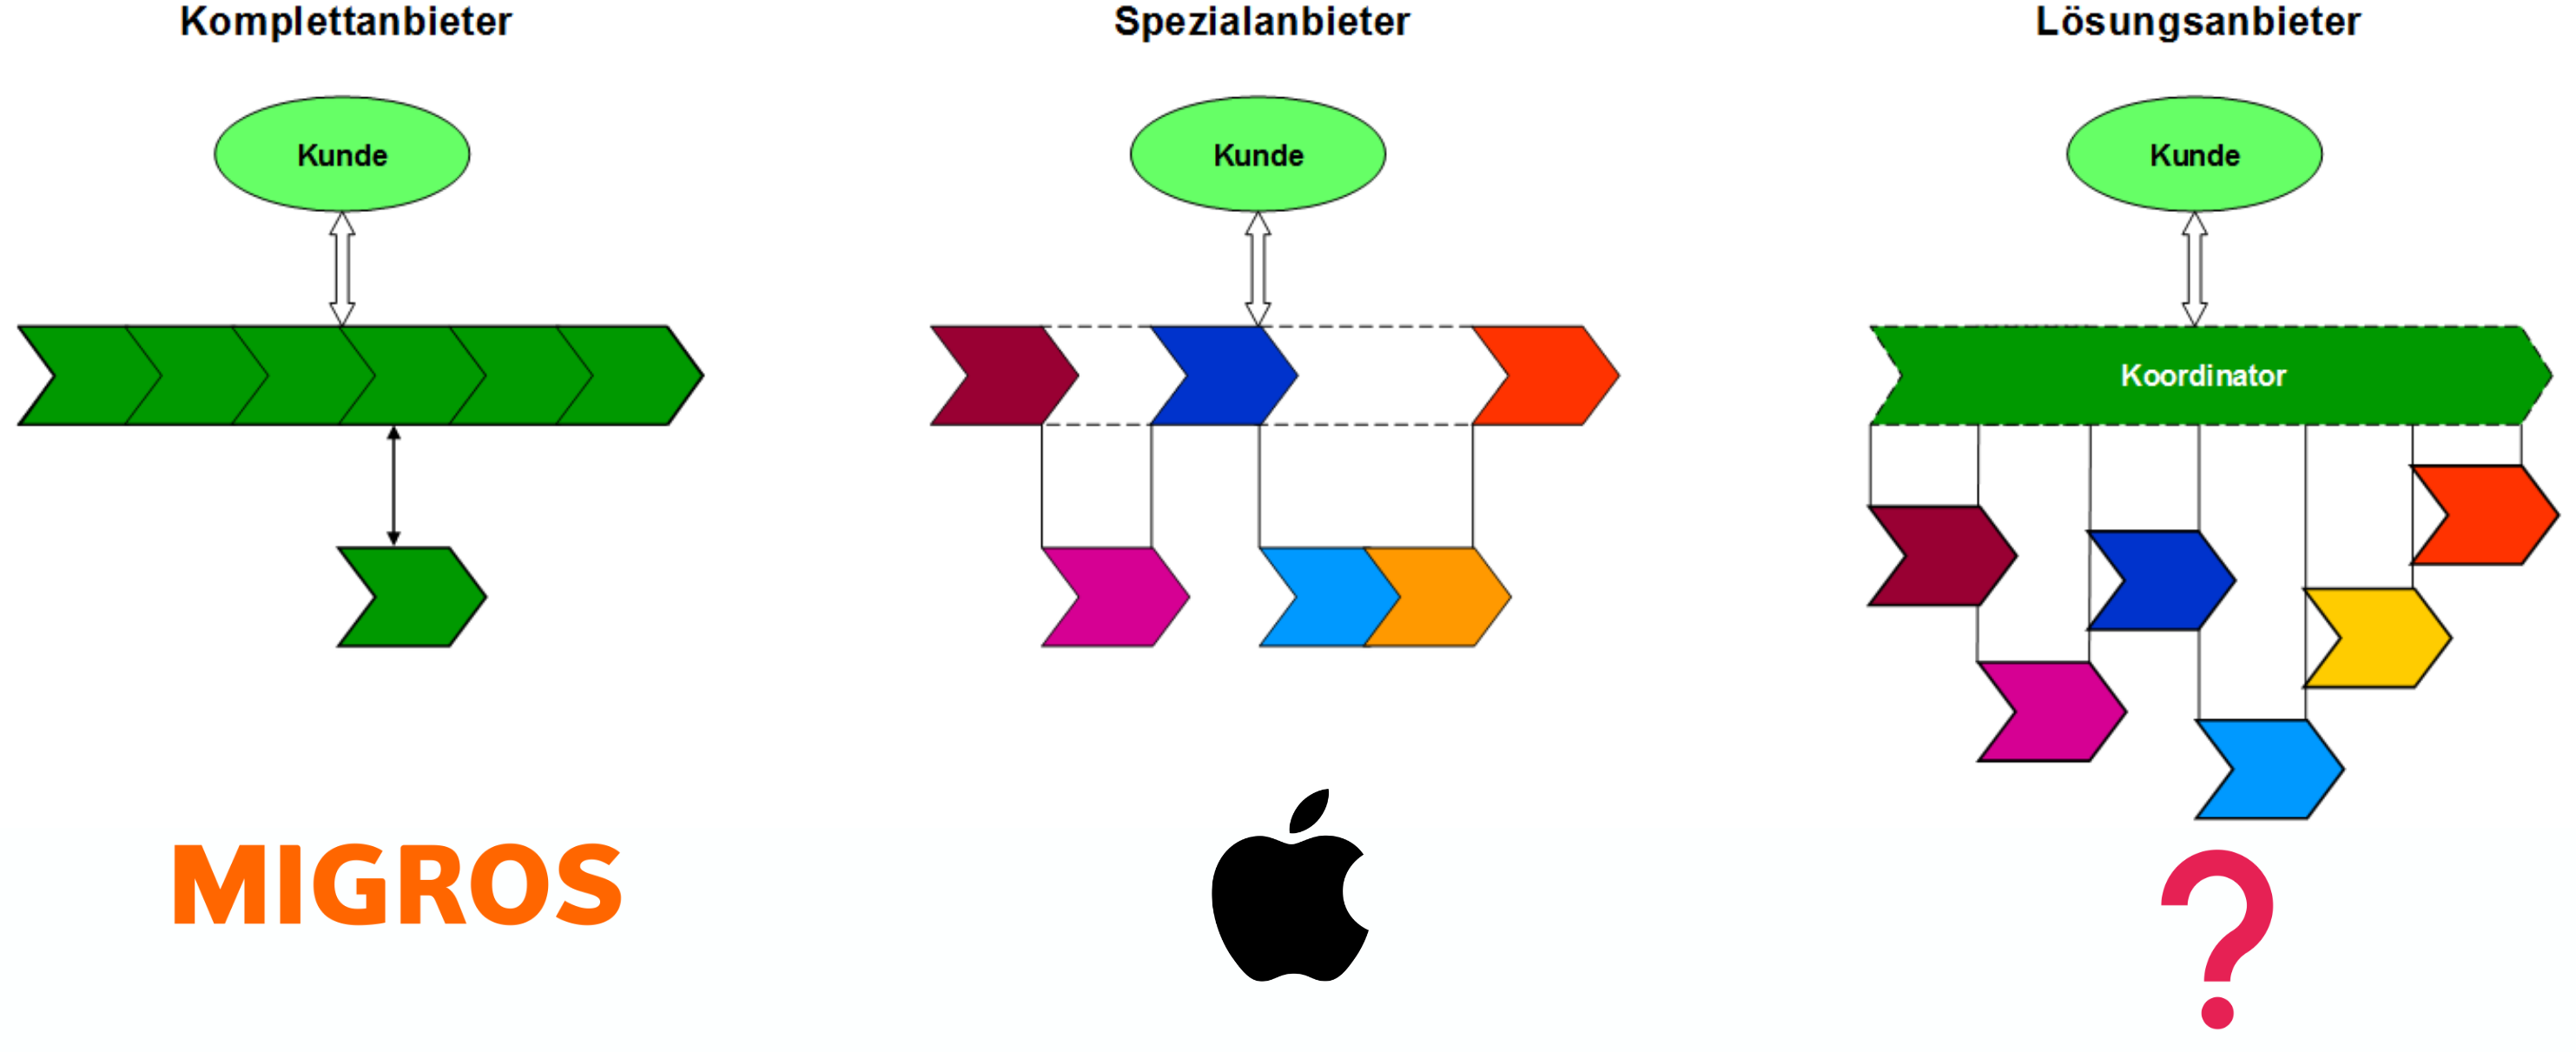 Komplettanbieter
Spezialanbieter
Lösungsanbieter
Kunde
Kunde
Kunde
Koordinator
MIGROS
?